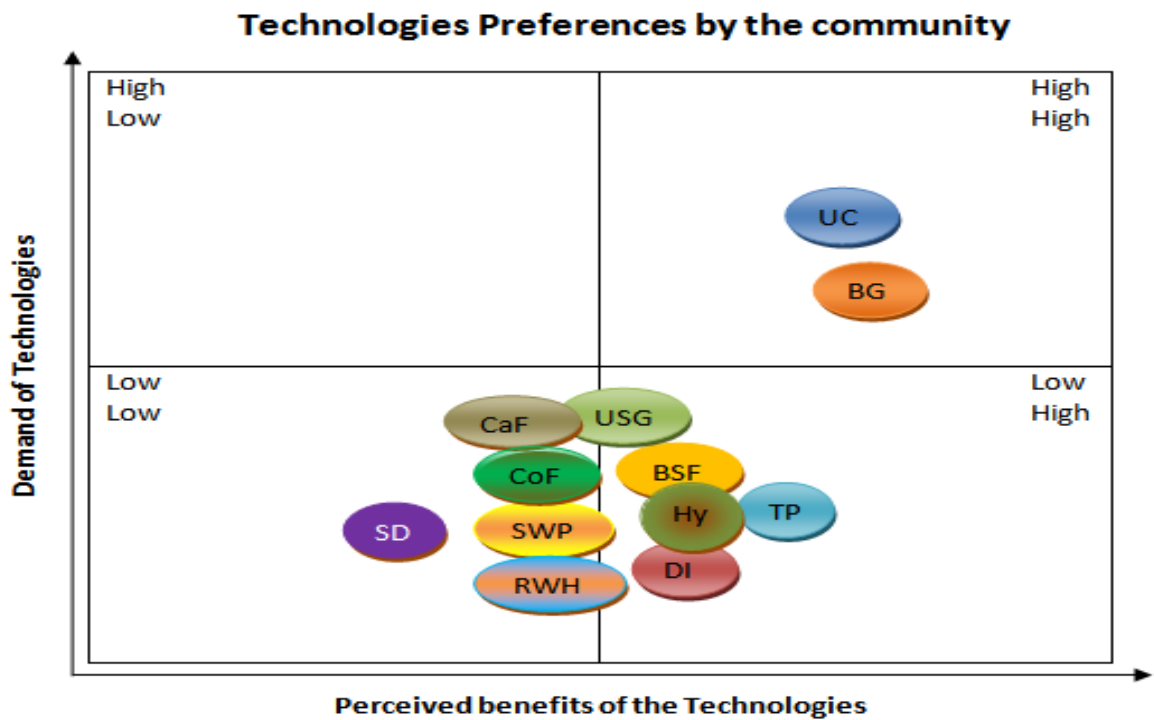 Technologies Preferences by the community
High
Low
High
High
UC
BG
Demand of Technologies
Low
Low
Low
High
CaF
USG
CoF
BSF
SD
SWP
Hy
TP
RWH
DI
Perceived benefits of the Technologies